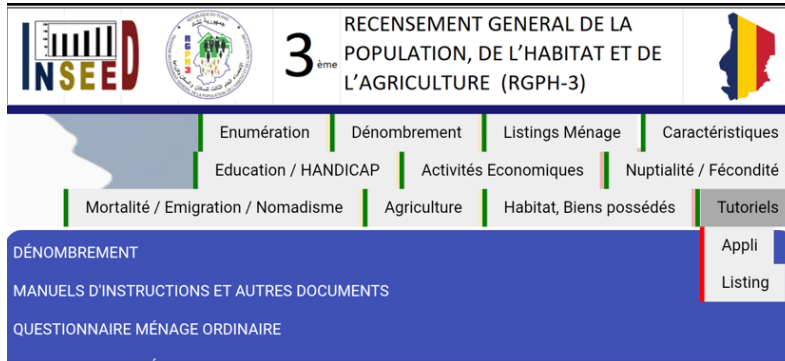 INSEED
RGPH3
3ème
RECENSEMENT GENERAL DE LA
POPULATION, DE L'HABITAT ET DE
L'AGRICULTURE (RGPH-3)
Enumération Dénombrement Listings Ménage Caractéristiques
Education / HANDICAP Activités Economiques Nuptialité / Fécondité
Mortalité / Emigration / Nomadisme Agriculture Habitat, Biens possédés Tutoriels
Appli
Listing
DÉNOMBREMENT
MANUELS D'INSTRUCTIONS ET AUTRES DOCUMENTS
QUESTIONNAIRE MÉNAGE ORDINAIRE